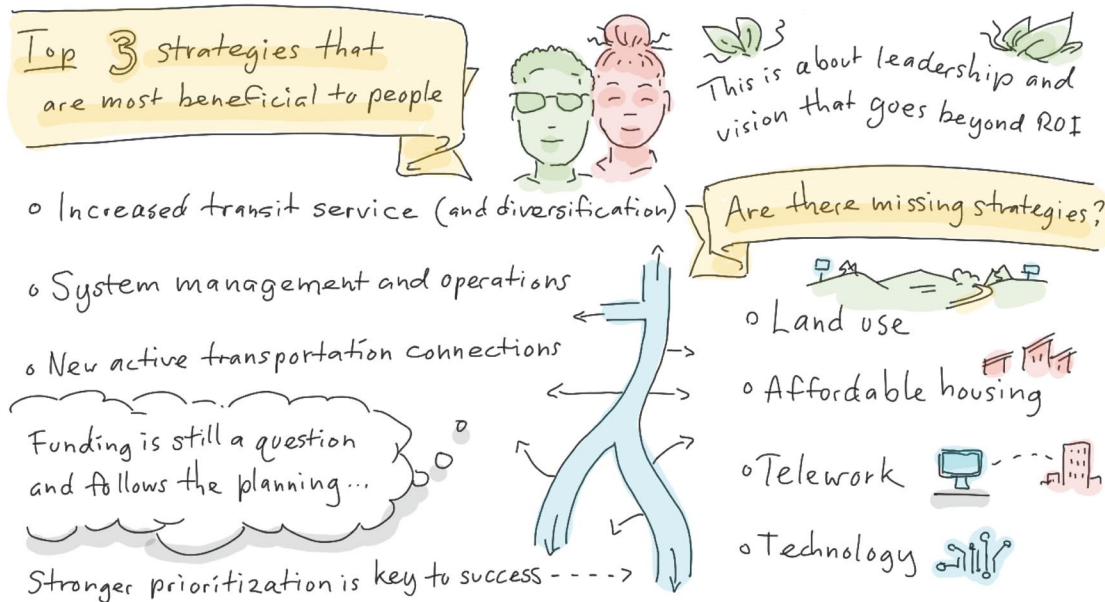 Top 3 strategies that
are most beneficial to people
o Increased transit service (and diversification)
o System management and operations
o New active transportation connections
Funding is still a question
and follows the planning...
Stronger prioritization is key to success
This is about leadership and
vision that goes beyond ROI
Are there missing strategies?
o Land use
o Affordable housing
o Telework
o Technology